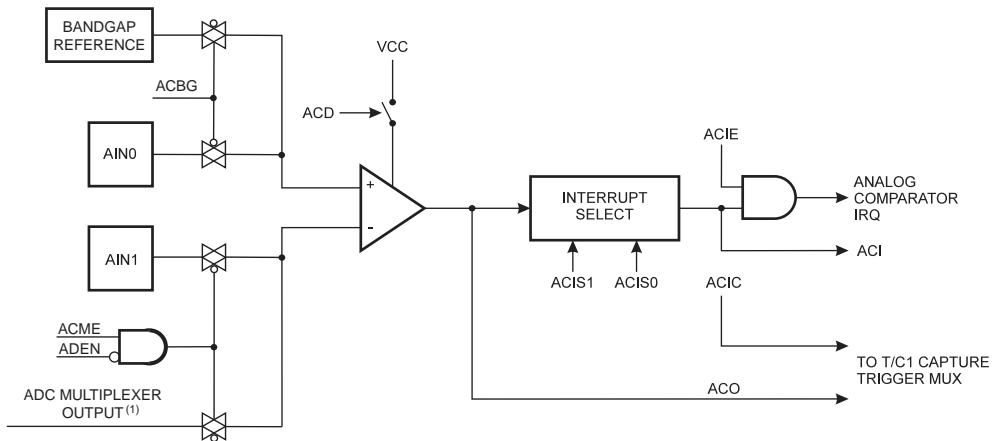 BANDGAP
REFERENCE
VCC
ACBG
ACD
AIN0
ACIE
+
-
INTERRUPT
SELECT
ANALOG
COMPARATOR
IRQ
AIN1
ACI
ACIS1 ACIS0 ACIC
ACME
ADEN
TO T/C1 CAPTURE
TRIGGER MUX
ADC MULTIPLEXER
OUTPUT (1)
ACO